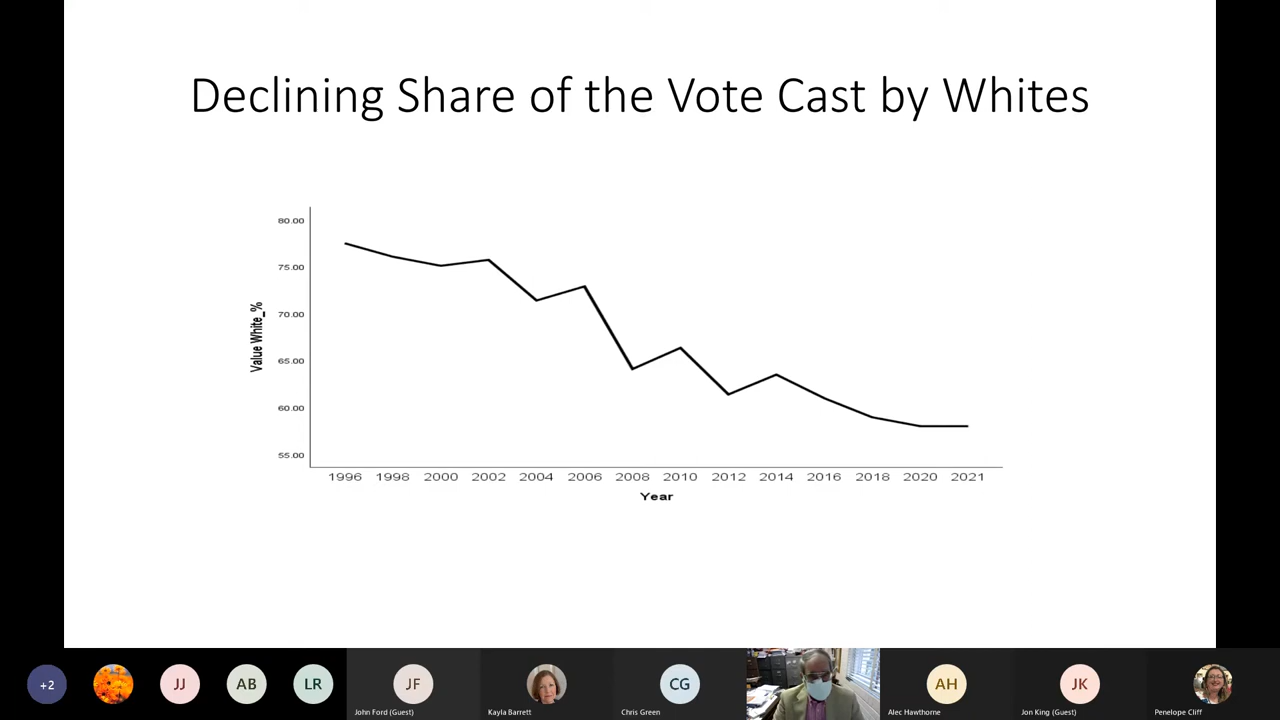 Declining Share of the Vote Cast by Whites
80.00
75.00
70.00
65.00
60.00
55.00
Value White_%
1996 1998 2000 2002 2004 2006 2008 2010 2012 2014 2016 2018 2020 2021
Year
+2
JJ
AB
LR
JF
CG
AH
JK
John Ford (Guest)
Kayla Barrett
Chris Green
Alec Hawthorne
Jon King (Guest)
Penelope Cliff